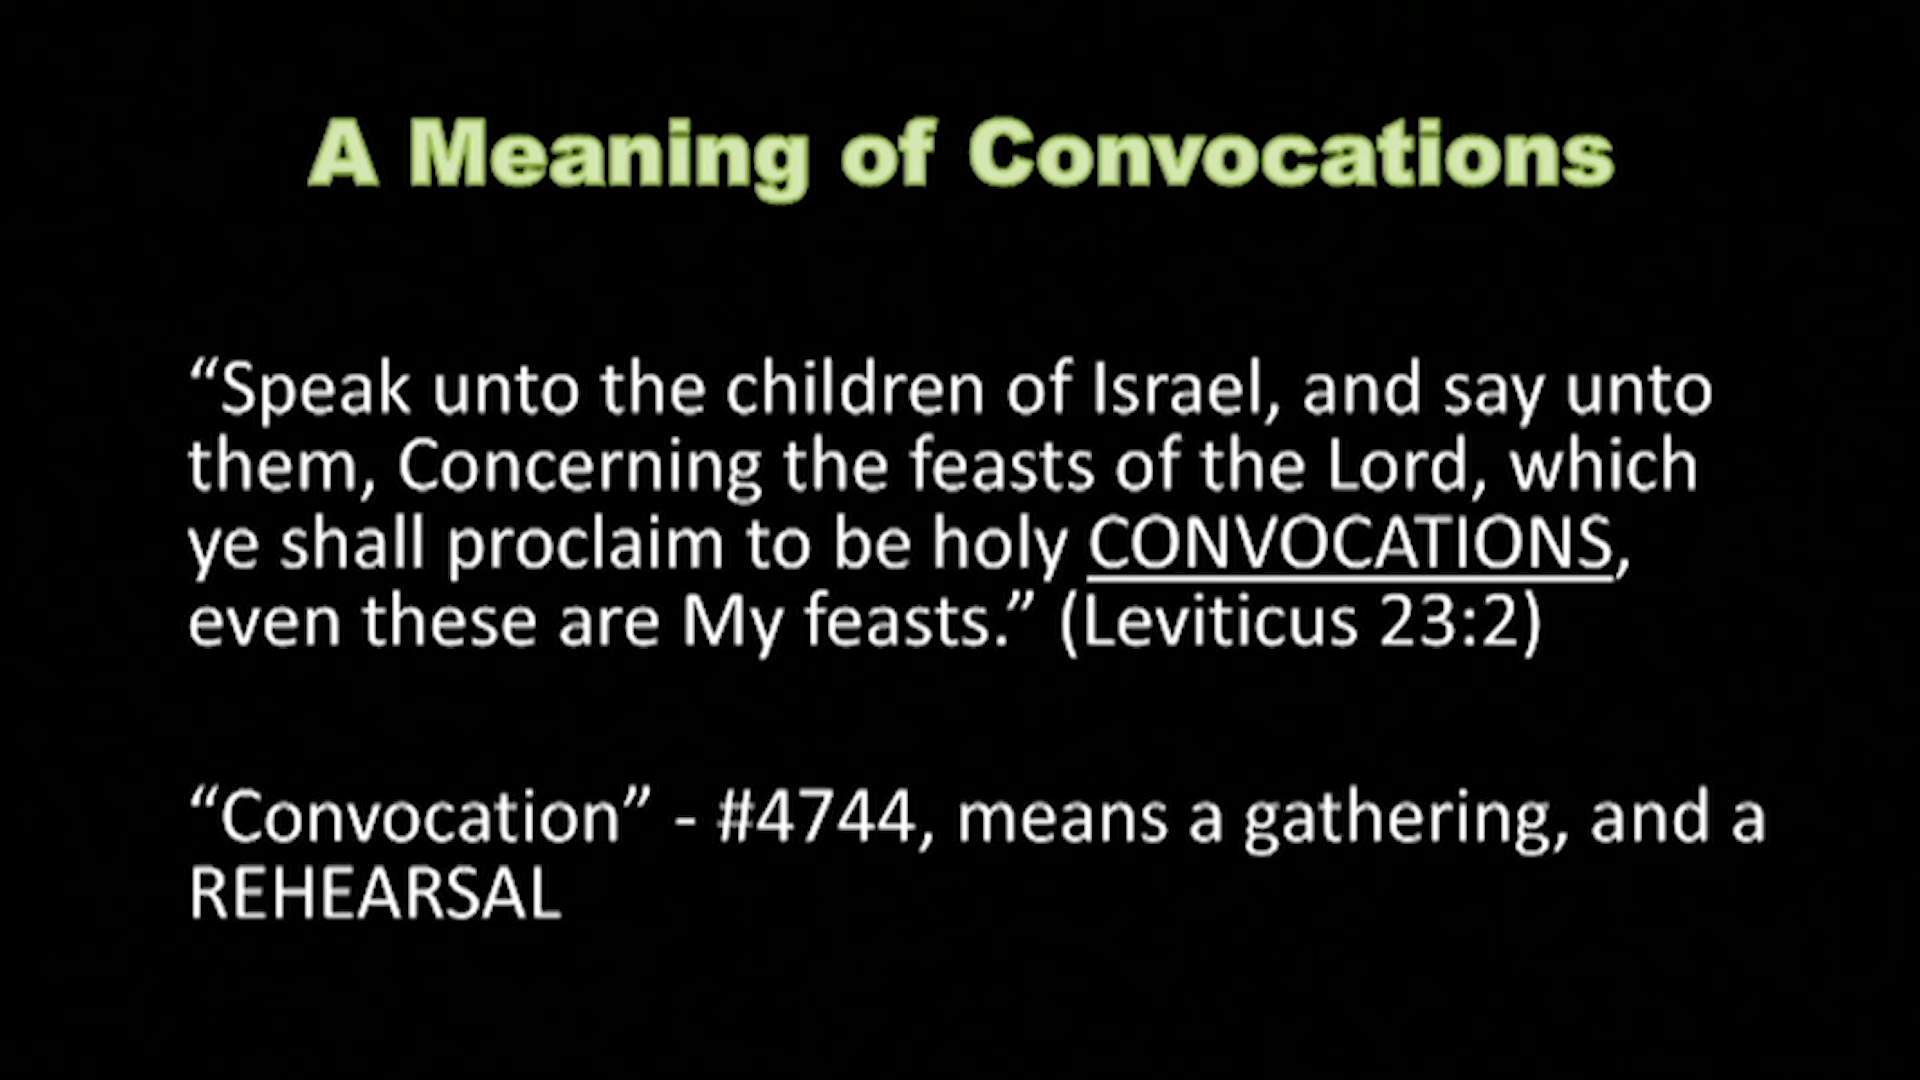 A Meaning of Convocations
“Speak unto the children of Israel, and say unto
them, Concerning the feasts of the Lord, which
ye shall proclaim to be holy CONVOCATIONS,
even these are My feasts.” (Leviticus 23:2)
“Convocation” - #4744, means a gathering, and a
REHEARSAL